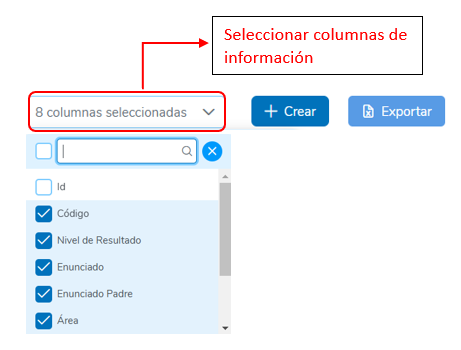 Seleccionar columnas de
información
8 columnas seleccionadas
Crear
Exportar
Id
Código
Nivel de Resultado
Enunciado
Enunciado Padre
Área